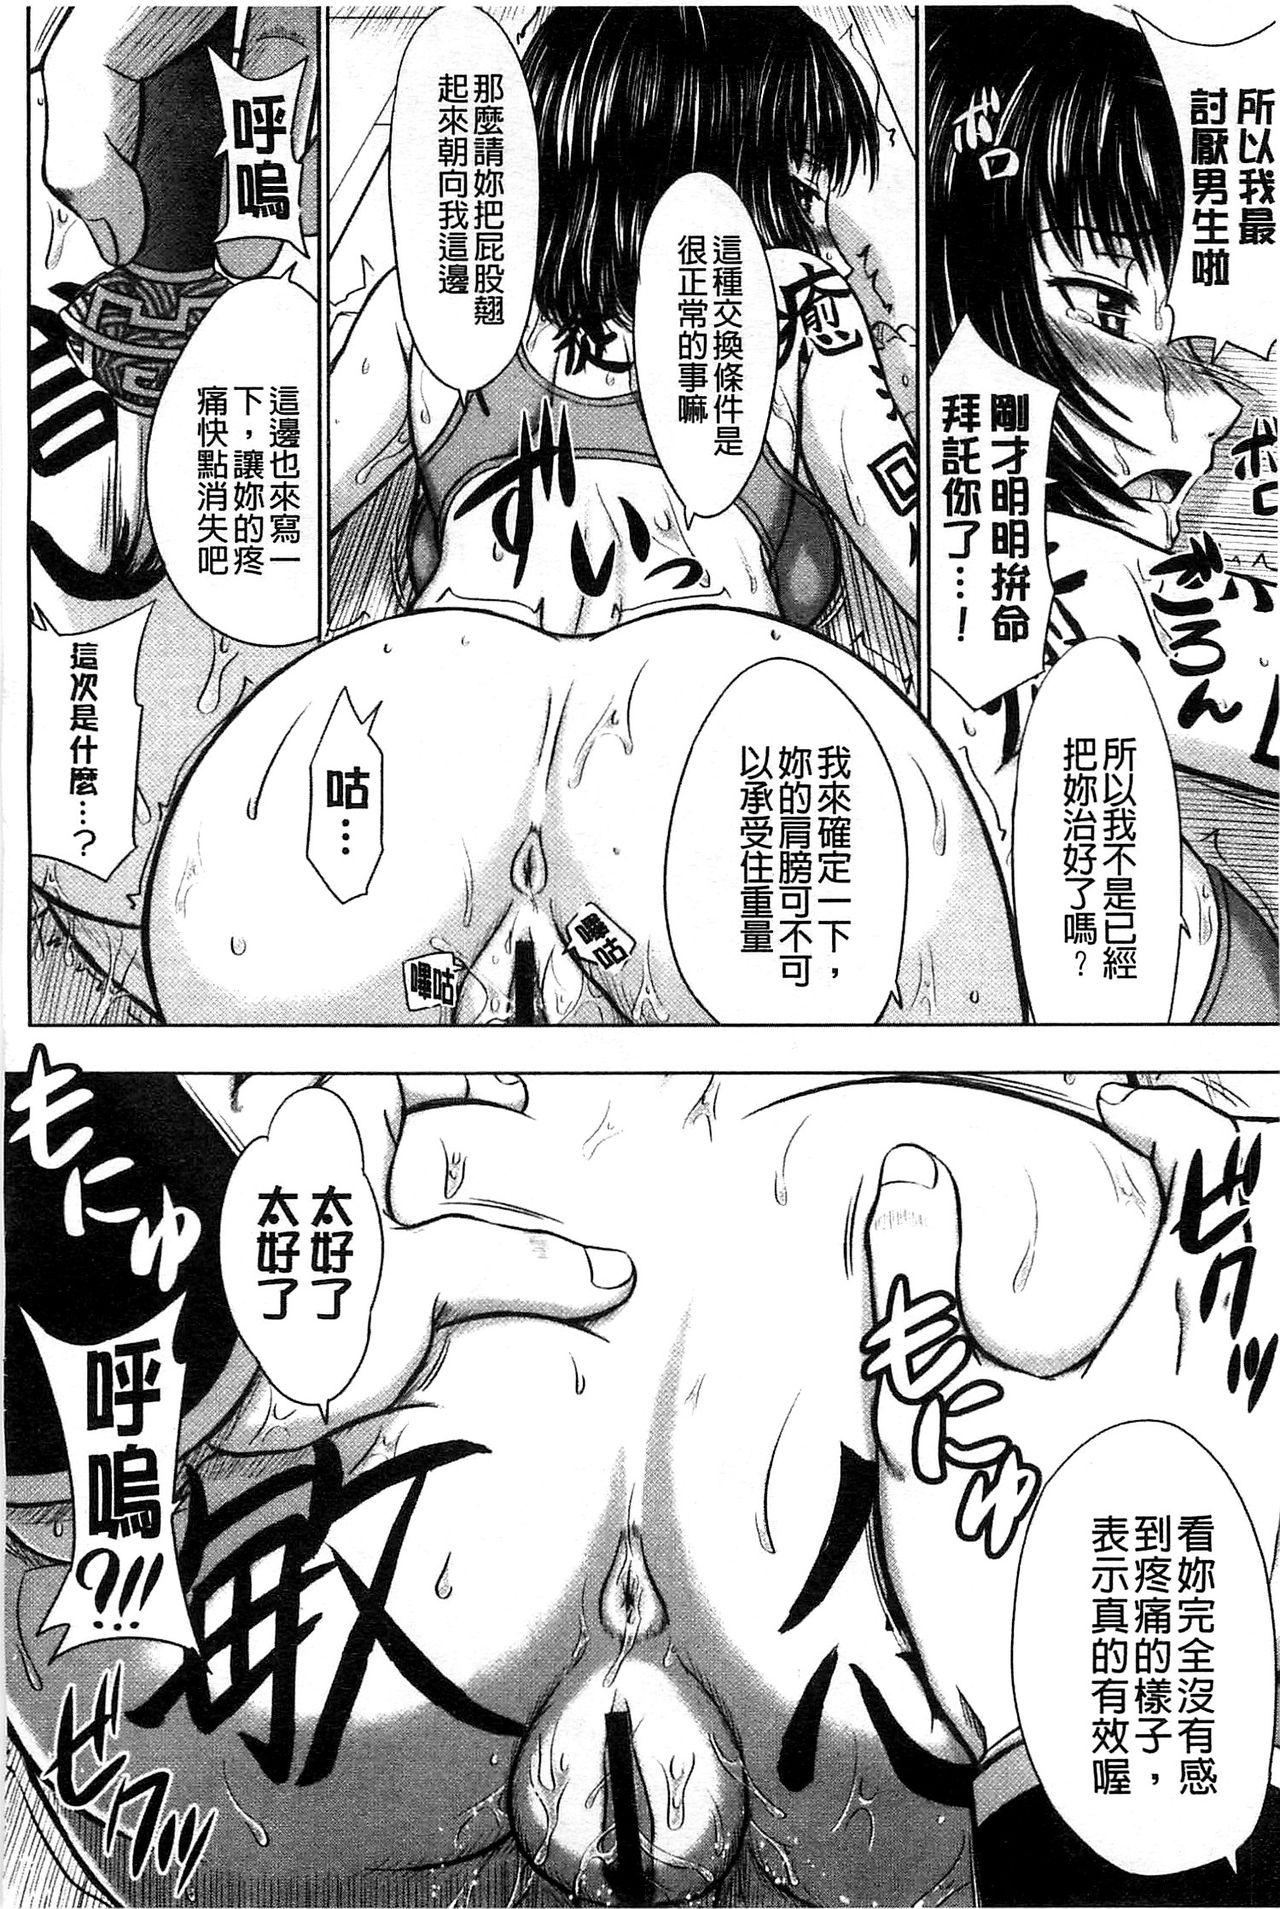 所以我最
討厭男生啦
ボロ
ボロ
剛才明明拚命
拜託你了⋯！
ぎろん
所以我不是已經
把妳治好了嗎？
這種交換條件是
很正常的事嘛
那麼請妳把屁股翹
起來朝向我這邊
癒
從
ずいっ
我來確定一下，
妳的肩膀可不可
以承受住重量
咕⋯
嗶咕
嗶咕
呼嗚
這邊也來寫一
下，讓妳的疼
痛快點消失吧
這次是什麼⋯？
看妳完全沒有感
到疼痛的樣子，
表示真的有效喔
ゾクッ
もにゅ
太好了
太好了
もにゅ
呼嗚
?!!
敏
ゾクッ